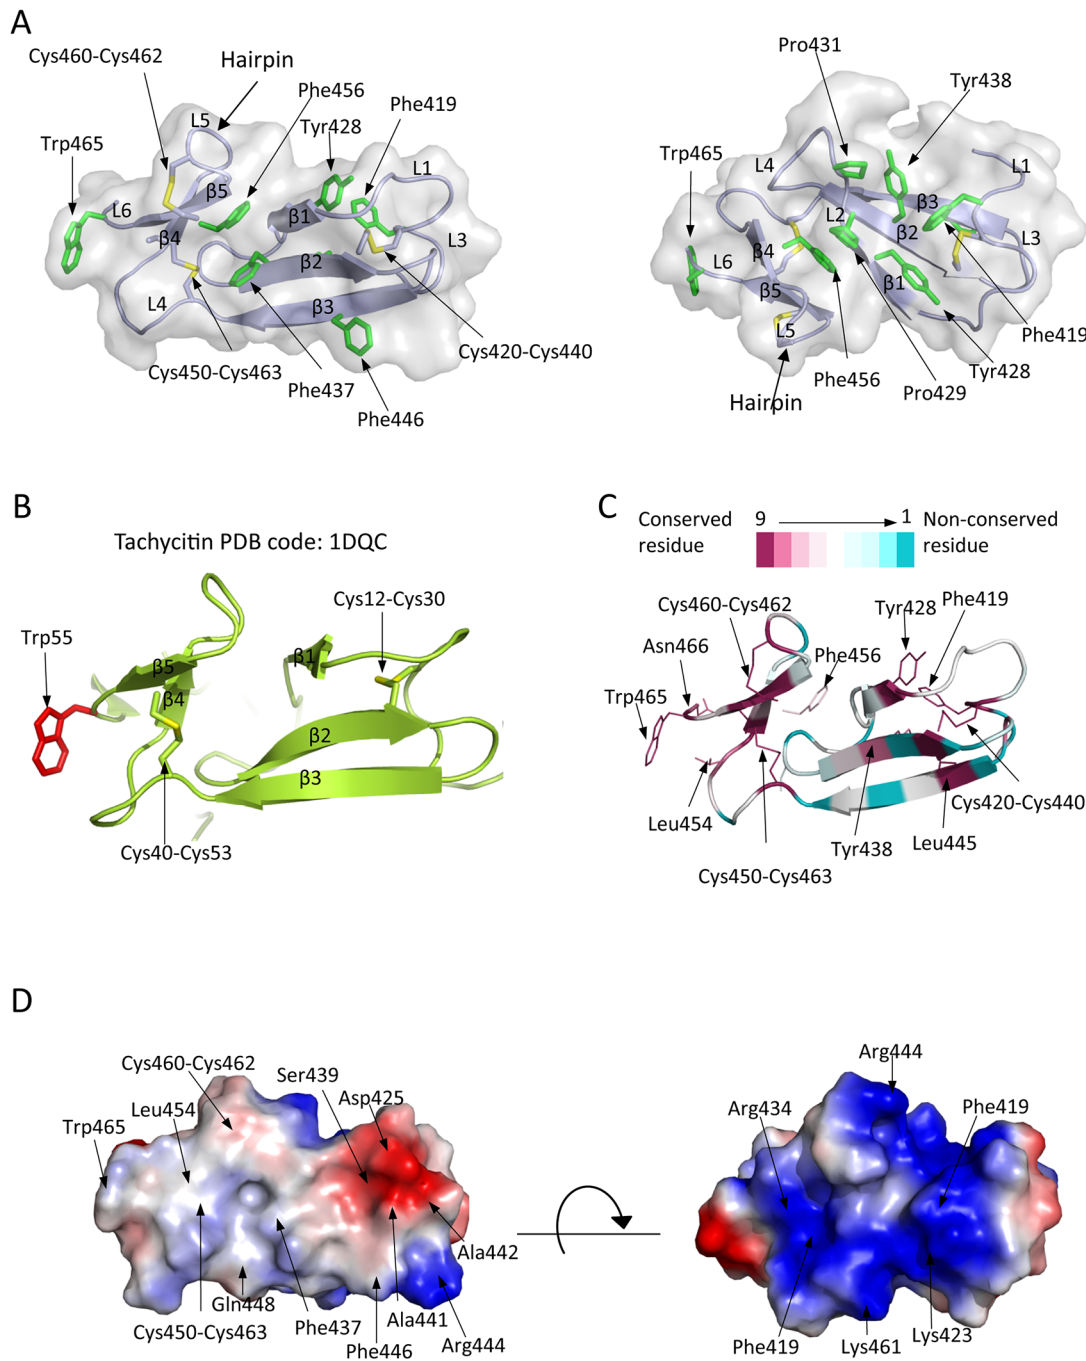 A
Cys460-Cys462
Hairpin
Phe456
Phe419
Tyr428
Trp465
L5
L1
β5
L6
β1
β4
L3
β2
L4
β3
Cys450-Cys463
Phe437
Phe446
Cys420-Cys440
Pro431
Tyr438
Trp465
L4
L1
β3
L2
β2
L3
β4
L6
β1
β5
L5
Phe419
Tyr428
Phe456
Pro429
Hairpin
B
Tachycitin PDB code: 1DQC
Cys12-Cys30
Trp55
β1
β5
β4
β2
β3
Cys40-Cys53
C
Conserved
residue
9
1
Non-conserved
residue
Cys460-Cys462
Tyr428
Phe419
Asn466
Phe456
Trp465
Leu454
Cys420-Cys440
Tyr438
Leu445
Cys450-Cys463
D
Cys460-Cys462
Ser439
Asp425
Leu454
Trp465
Ala442
Gln448
Ala441
Cys450-Cys463
Phe437
Phe446
Arg444
Arg444
Arg434
Phe419
Phe419
Lys461
Lys423